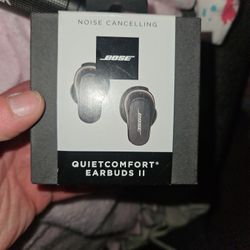 NOISE CANCELLING
BOSE
QUIETCOMFORT®
EARBUDS II